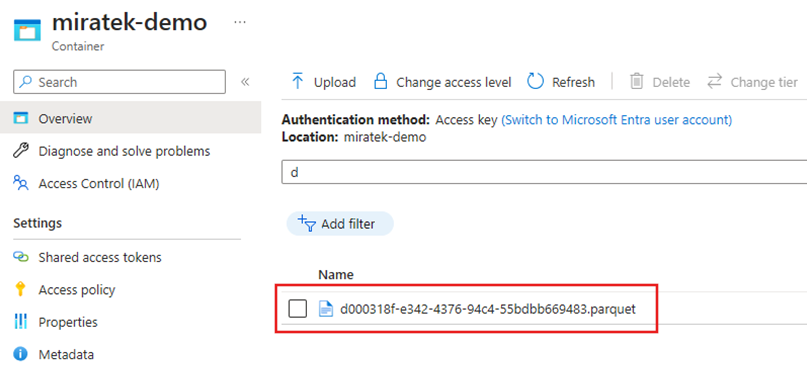 miratek-demo ...
Container
Search
«
Overview
Diagnose and solve problems
Access Control (IAM)
Settings
Shared access tokens
Access policy
Properties
Metadata
Upload Change access level Refresh Delete Change tier
Authentication method: Access key (Switch to Microsoft Entra user account)
Location: miratek-demo
d
Add filter
Name
d000318f-e342-4376-94c4-55bdbb669483.parquet